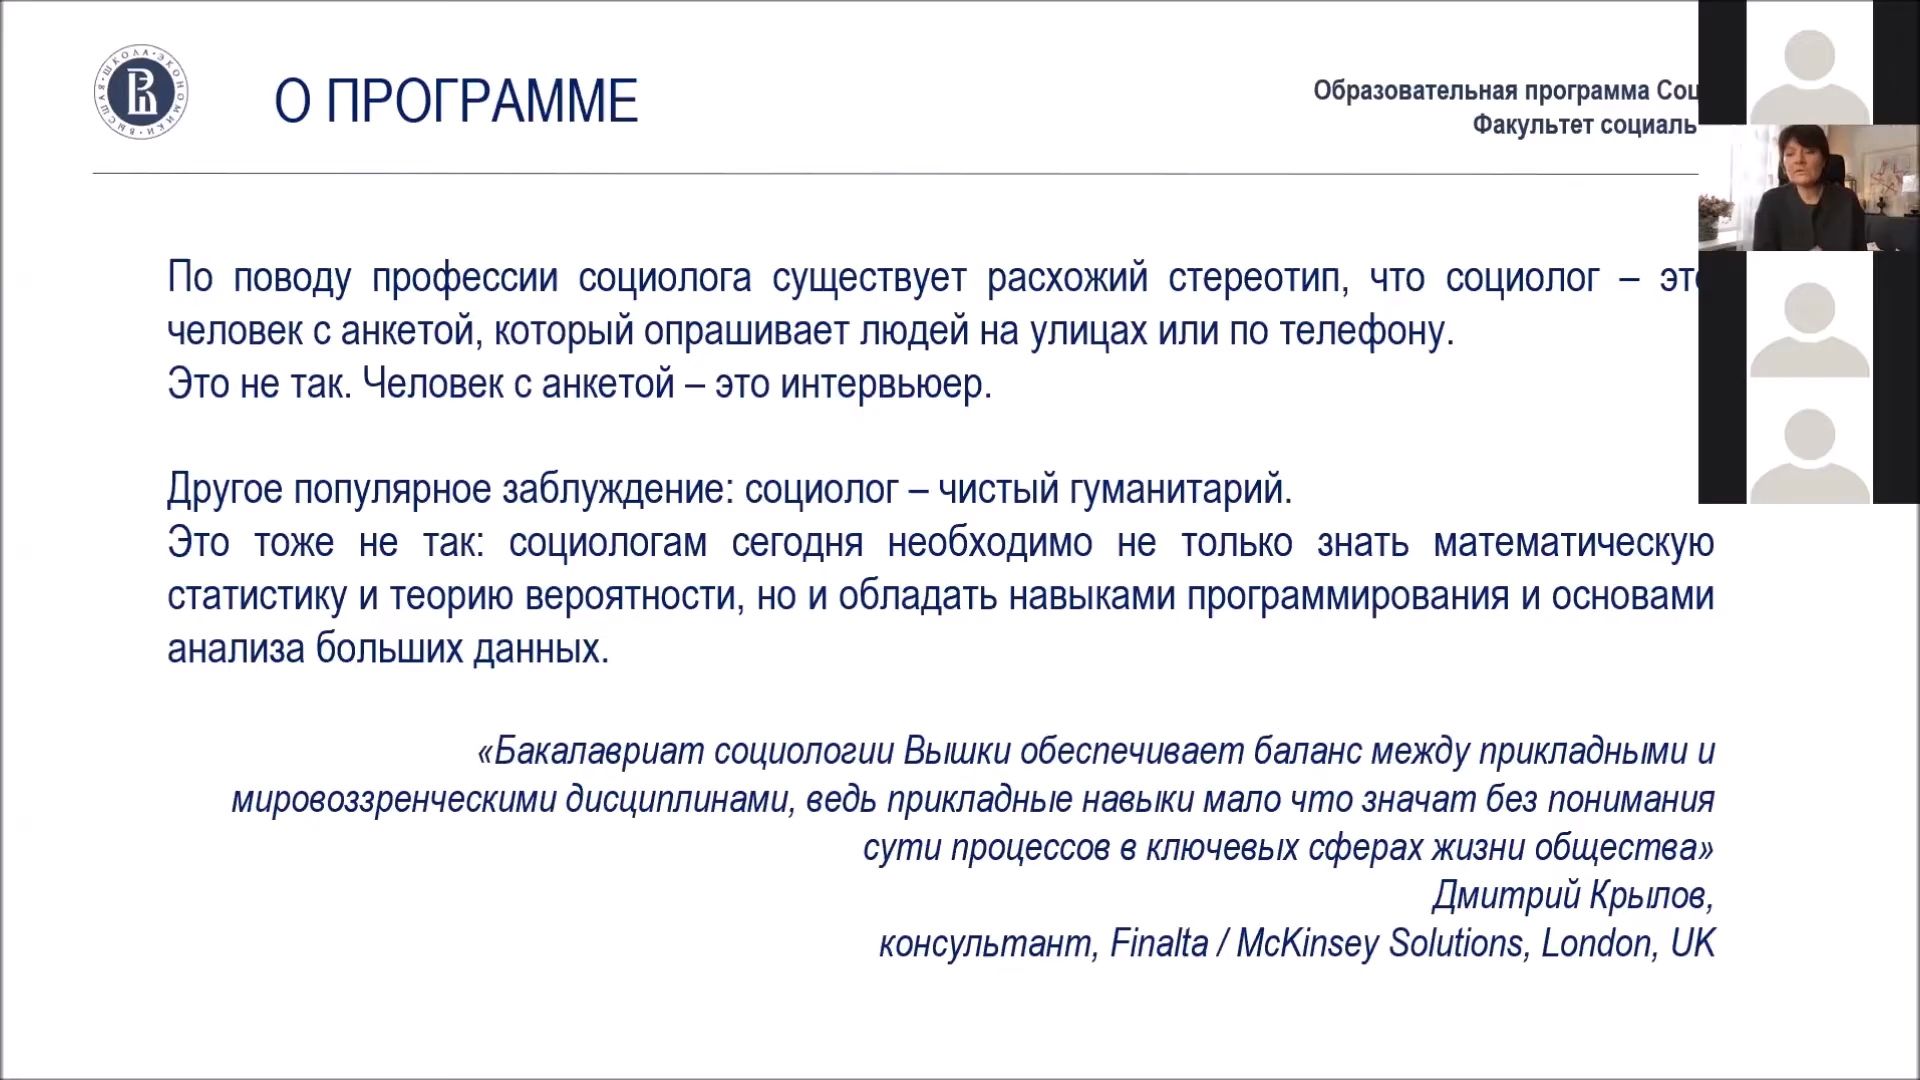 ВЫСШАЯ ШКОЛА ЭКОНОМИКИ
О ПРОГРАММЕ
Образовательная программа
Факультет
По поводу профессии социолога существует расхожий стереотип, что социолог – это
человек с анкетой, который опрашивает людей на улицах или по телефону.
Это не так. Человек с анкетой – это интервьюер.
Другое популярное заблуждение: социолог – чистый гуманитарий.
Это тоже не так: социологам сегодня необходимо не только знать математическую
статистику и теорию вероятности, но и обладать навыками программирования и основами
анализа больших данных.
«Бакалавриат социологии Вышки обеспечивает баланс между прикладными и
мировоззренческими дисциплинами, ведь прикладные навыки мало что значат без понимания
сути процессов в ключевых сферах жизни общества»
Дмитрий Крылов,
консультант, Finalta / McKinsey Solutions, London, UK